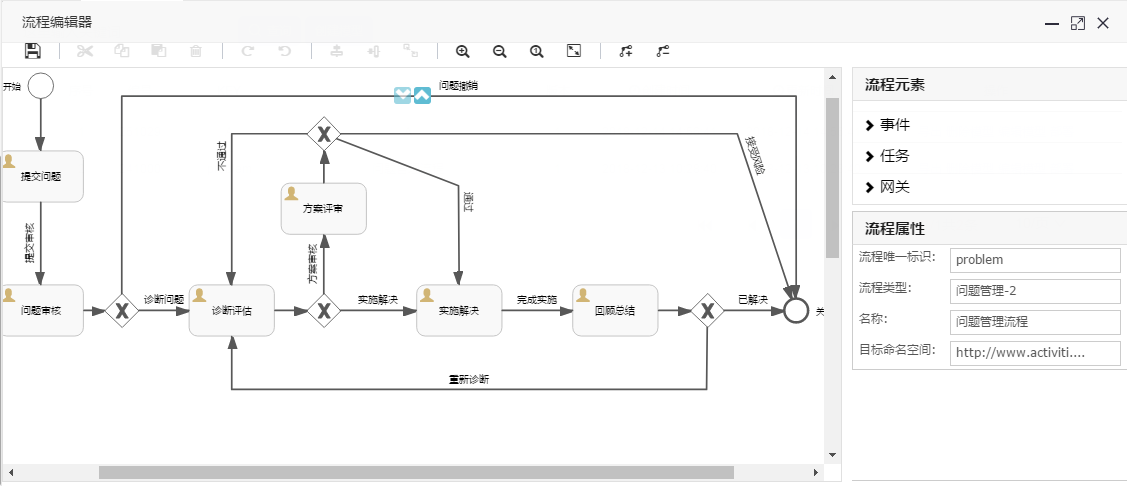 流程编辑器
流程元素
事件
任务
网关
流程属性
流程唯一标识:
problem
流程类型:
问题管理-2
名称:
问题管理流程
目标命名空间:
http://www.activiti....
开始
问题撤销
不通过
接受风险
提交问题
方案评审
通过
提交审核
方案审核
问题审核
诊断问题
诊断评估
实施解决
实施解决
完成实施
回顾总结
已解决
关
重新诊断